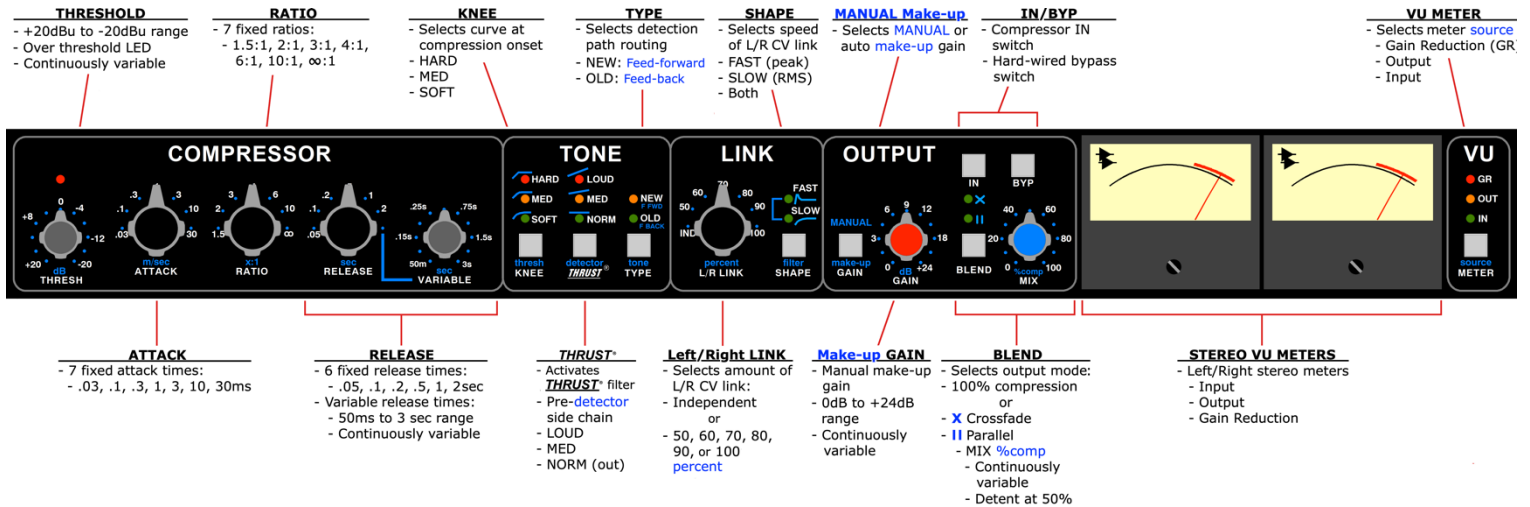 THRESHOLD
- +20dBu to -20dBu range
- Over threshold LED
- Continuously variable
RATIO
- 7 fixed ratios:
- 1.5:1, 2:1, 3:1, 4:1,
6:1, 10:1, ∞:1
KNEE
- Selects curve at
compression onset
- HARD
- MED
- SOFT
TYPE
- Selects detection
path routing
- NEW: Feed-forward
- OLD: Feed-back
SHAPE
- Selects speed
of L/R CV link
- FAST (peak)
- SLOW (RMS)
- Both
MANUAL Make-up
- Selects MANUAL or
auto make-up gain
IN/BYP
- Compressor IN
switch
- Hard-wired bypass
switch
VU METER
- Selects meter source
- Gain Reduction (GR)
- Output
- Input
COMPRESSOR
0
+8 -4
-12
+20 -20
dB
THRESH
.3 3
.1 10
.03 30
m/sec
ATTACK
3 6
2 10
1.5 ∞
x:1
RATIO
.2 .1
.1 2
.05
sec
RELEASE
.25s .75s
.15s 1.5s
50m 3s
sec
VARIABLE
TONE
HARD LOUD
MED MED NEW
F FWD
SOFT NORM OLD
F BACK
thresh detector tone
KNEE THRUST® TYPE
LINK
70
60 80
50 90
IND 100
percent
L/R LINK
FAST
SLOW
filter
SHAPE
OUTPUT
MANUAL
make-up
GAIN
9
6 12
3 18
0 +24
dB
GAIN
IN BYP
X
II
BLEND
40 60
20 80
0 100
%comp
MIX
VU
GR
OUT
IN
source
METER
ATTACK
- 7 fixed attack times:
- .03, .1, .3, 1, 3, 10, 30ms
RELEASE
- 6 fixed release times:
- .05, .1, .2, .5, 1, 2sec
- Variable release times:
- 50ms to 3 sec range
- Continuously variable
THRUST®
- Activates
THRUST® filter
- Pre-detector
side chain
- LOUD
- MED
- NORM (out)
Left/Right LINK
- Selects amount of
L/R CV link:
- Independent
or
- 50, 60, 70, 80,
90, or 100
percent
Make-up GAIN
- Manual make-up
gain
- 0dB to +24dB
range
- Continuously
variable
BLEND
- Selects output mode:
- 100% compression
or
- X Crossfade
- II Parallel
- MIX %comp
- Continuously
variable
- Detent at 50%
STEREO VU METERS
- Left/Right stereo meters
- Input
- Output
- Gain Reduction